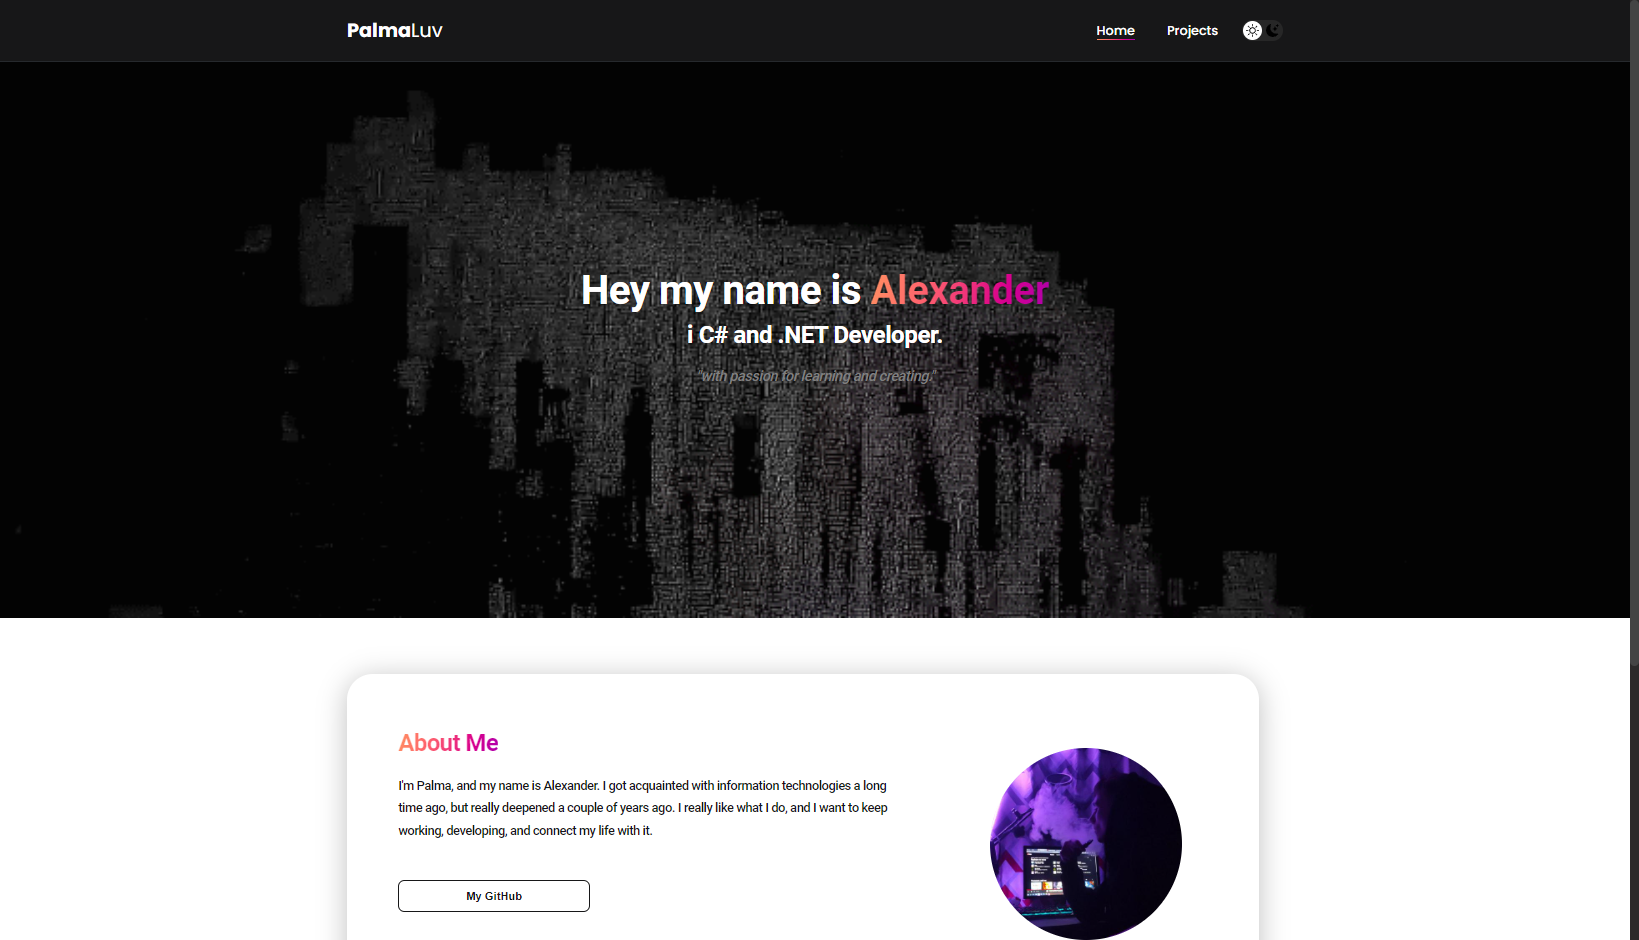 PalmaLuv
Home
Projects
Hey my name is Alexander
i C# and .NET Developer.
"with passion for learning and creating."
About Me
I'm Palma, and my name is Alexander. I got acquainted with information technologies a long
time ago, but really deepened a couple of years ago. I really like what I do, and I want to keep
working, developing, and connect my life with it.
My GitHub